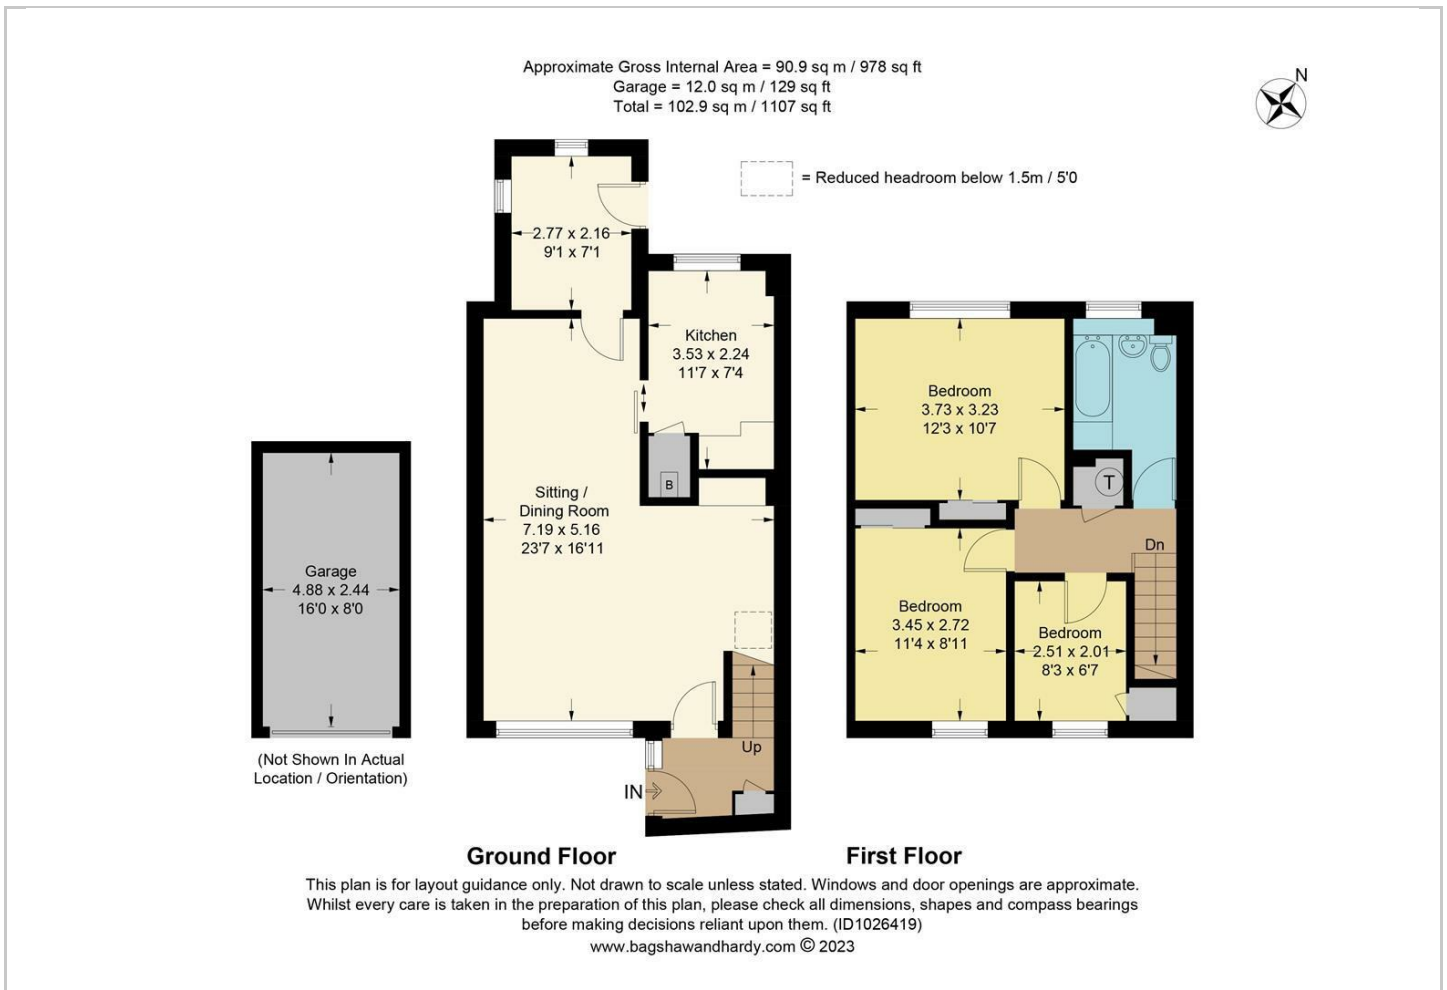 Approximate Gross Internal Area = 90.9 sq m / 978 sq ft
Garage = 12.0 sq m / 129 sq ft
Total = 102.9 sq m / 1107 sq ft
N
= Reduced headroom below 1.5m / 5'0
2.77 x 2.16
9'1 x 7'1
Kitchen
3.53 x 2.24
11'7 x 7'4
B
Sitting /
Dining Room
7.19 x 5.16
23'7 x 16'11
Up
IN
Garage
4.88 x 2.44
16'0 x 8'0
(Not Shown In Actual
Location / Orientation)
Bedroom
3.73 x 3.23
12'3 x 10'7
T
Dn
Bedroom
3.45 x 2.72
11'4 x 8'11
Bedroom
2.51 x 2.01
8'3 x 6'7
Ground Floor
First Floor
This plan is for layout guidance only. Not drawn to scale unless stated. Windows and door openings are approximate.
Whilst every care is taken in the preparation of this plan, please check all dimensions, shapes and compass bearings
before making decisions reliant upon them. (ID1026419)
www.bagshawandhardy.com © 2023